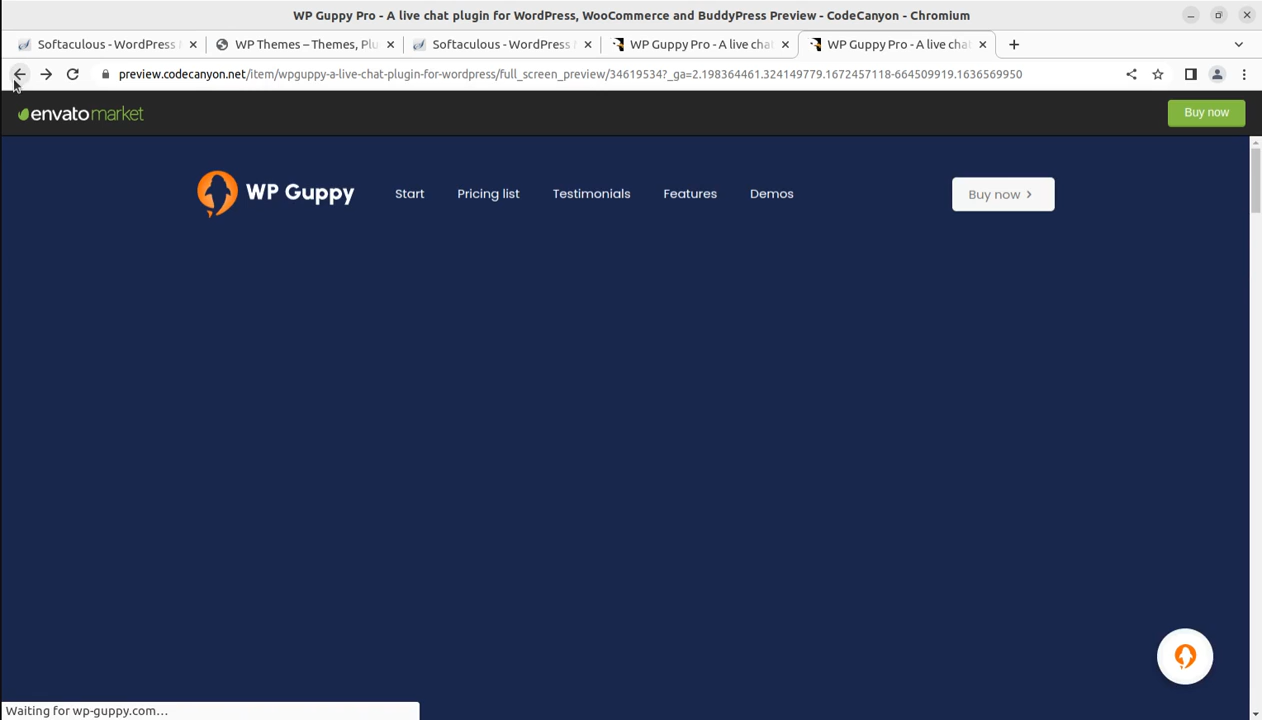 WP Guppy Pro - A live chat plugin for WordPress, WooCommerce and BuddyPress Preview - CodeCanyon - Chromium
Softaculous - WordPress
WP Themes – Themes, Plu
Softaculous - WordPress
WP Guppy Pro - A live chat
WP Guppy Pro - A live chat
preview.codecanyon.net/item/wpguppy-a-live-chat-plugin-for-wordpress/full_screen_preview/34619534?_ga=2.198364461.324149779.1672457118-664509919.1636569950
envato market
Buy now
WP Guppy
Start
Pricing list
Testimonials
Features
Demos
Buy now
Waiting for wp-guppy.com…